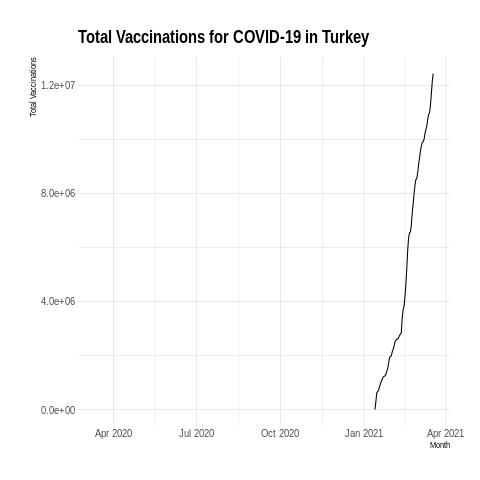 Total Vaccinations for COVID-19 in Turkey
Total Vaccinations
1.2e+07
8.0e+06
4.0e+06
0.0e+00
Apr 2020 Jul 2020 Oct 2020 Jan 2021 Apr 2021
Month